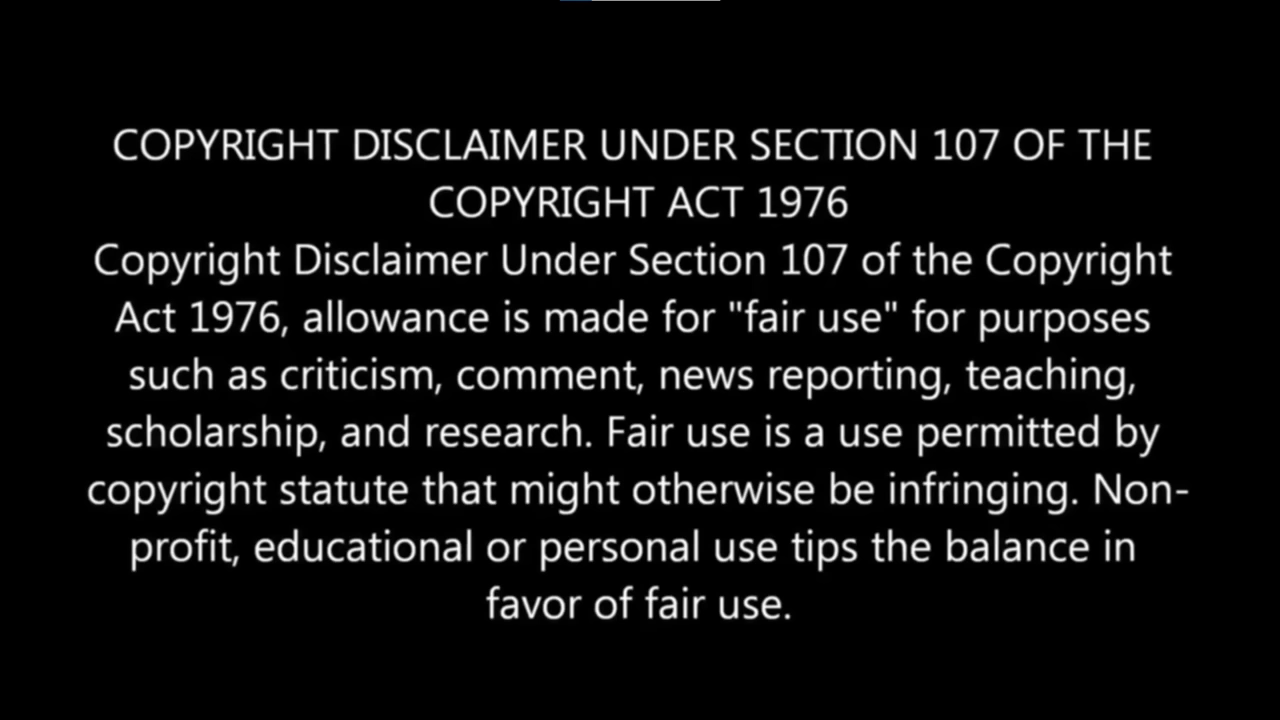 COPYRIGHT DISCLAIMER UNDER SECTION 107 OF THE
COPYRIGHT ACT 1976
Copyright Disclaimer Under Section 107 of the Copyright
Act 1976, allowance is made for "fair use" for purposes
such as criticism, comment, news reporting, teaching,
scholarship, and research. Fair use is a use permitted by
copyright statute that might otherwise be infringing. Non-
profit, educational or personal use tips the balance in
favor of fair use.